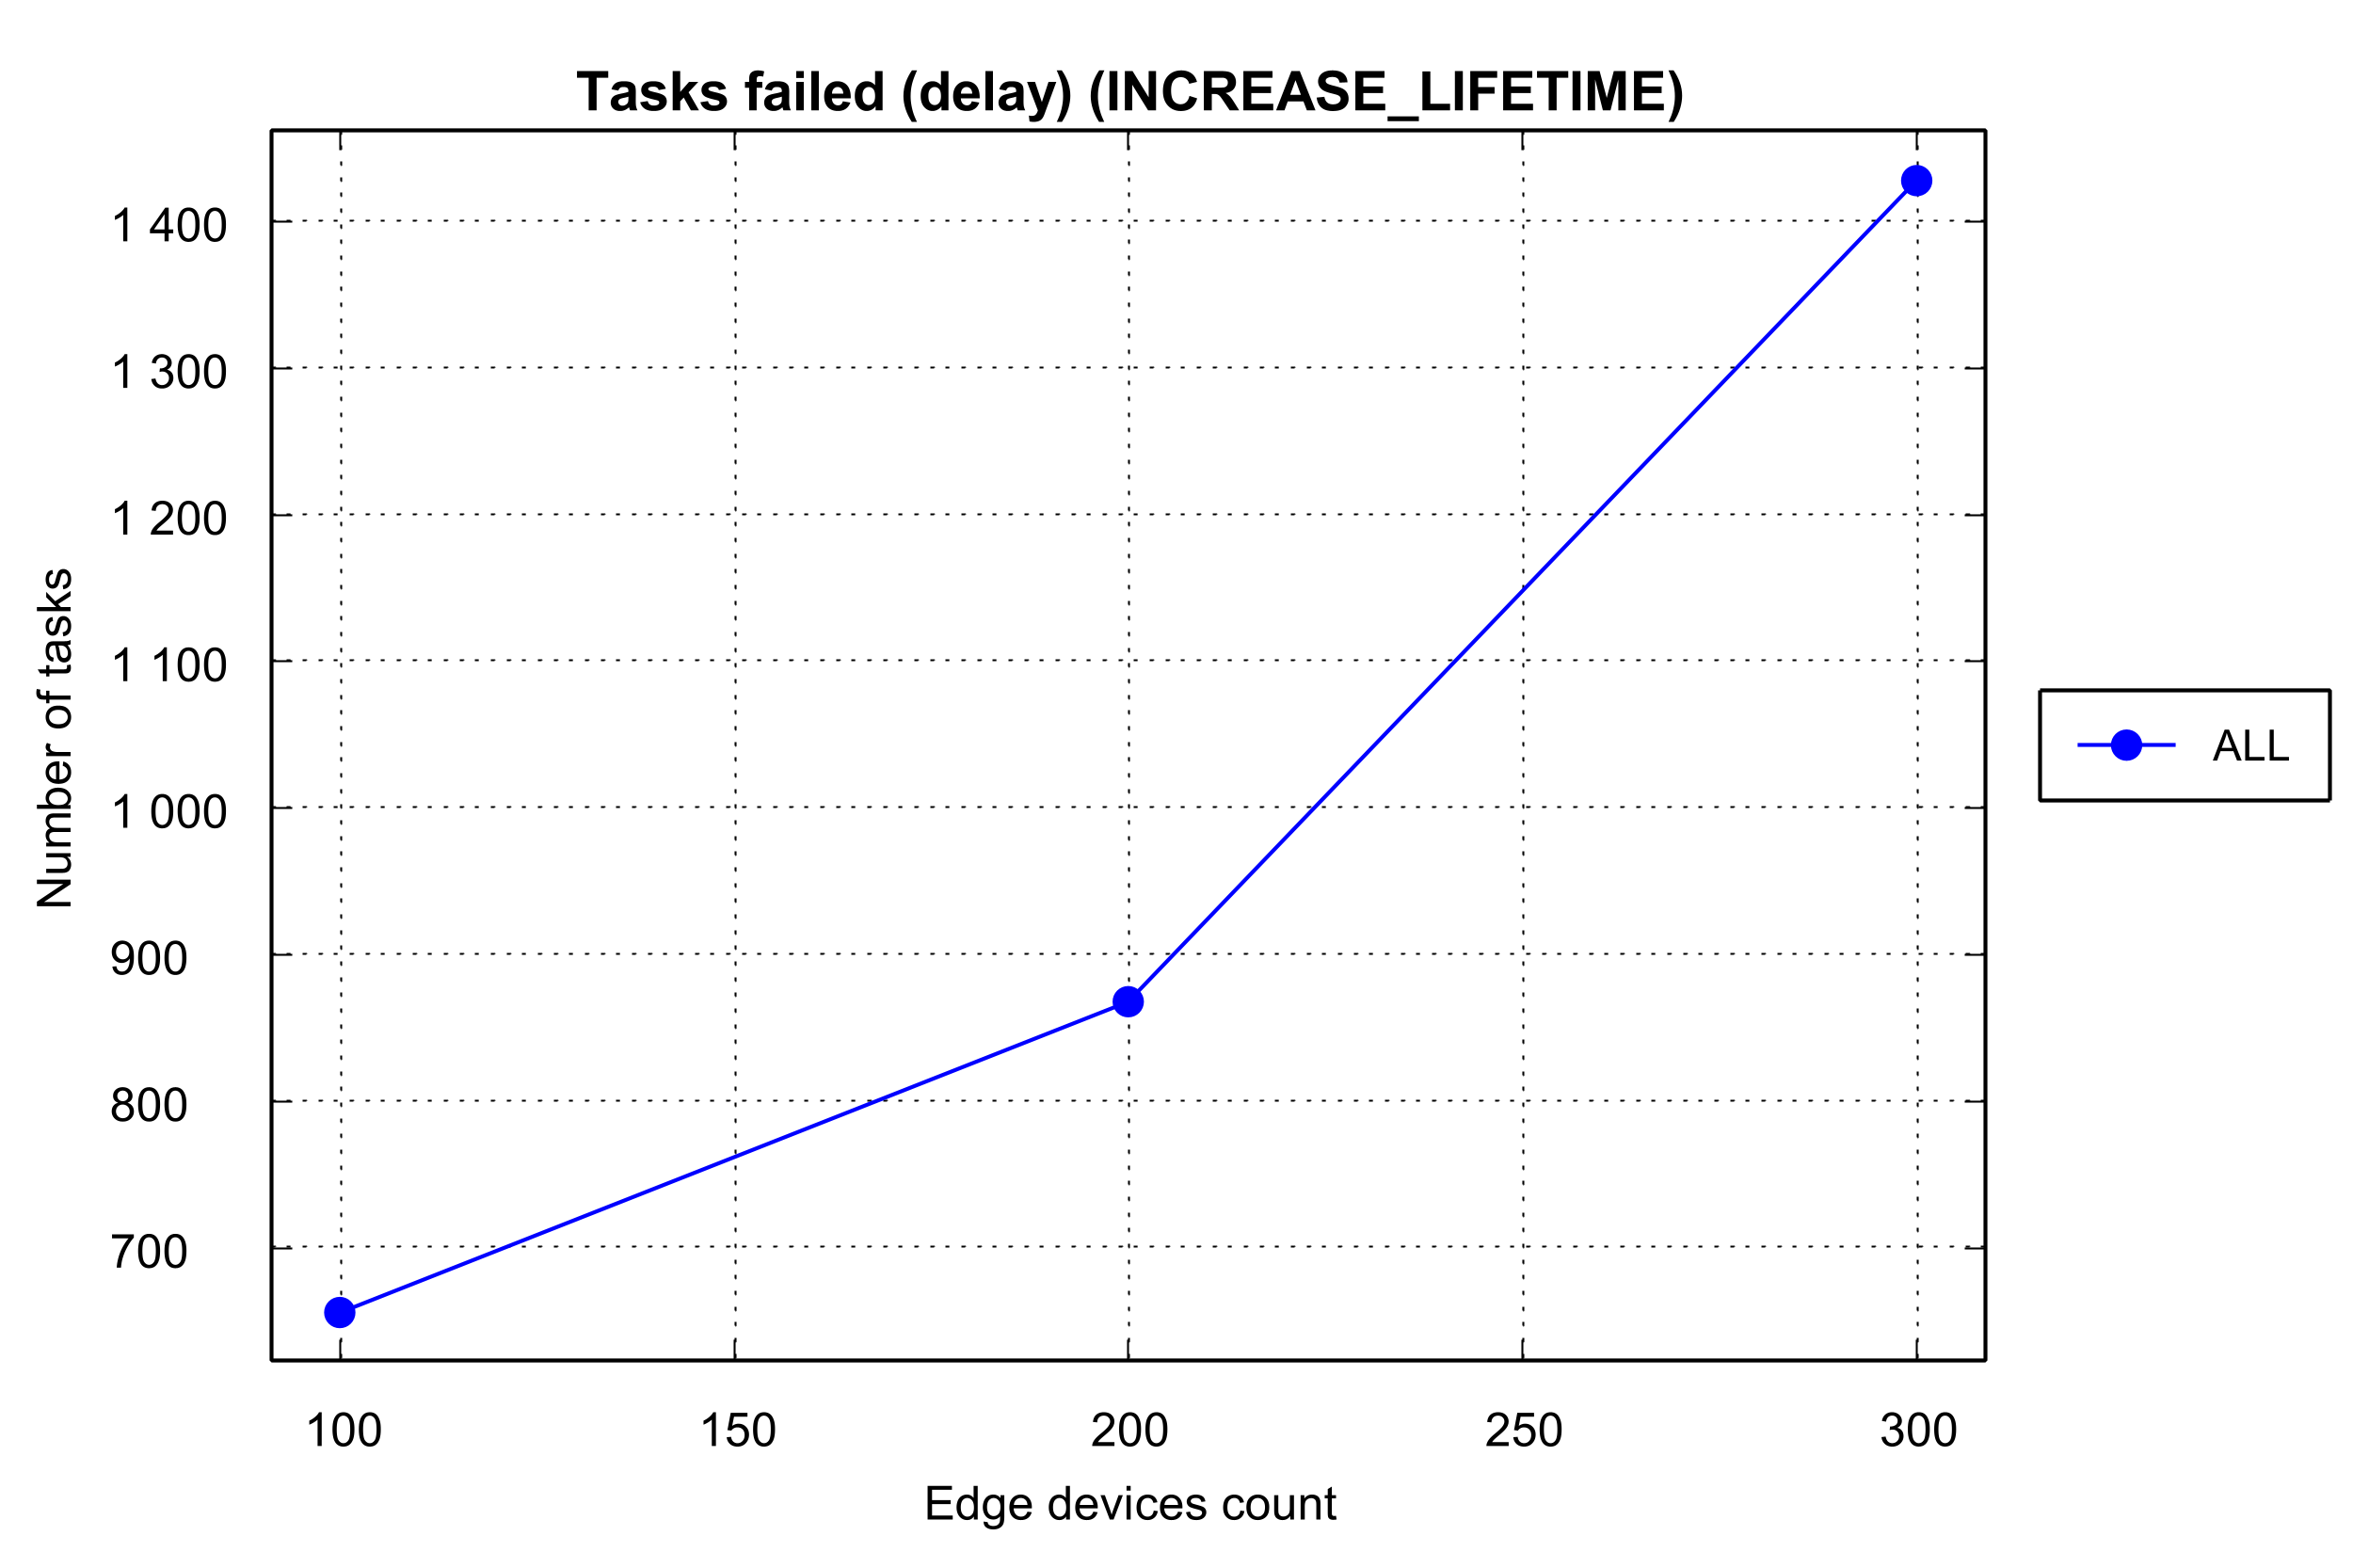 Tasks failed (delay) (INCREASE_LIFETIME)
1 400
1 300
1 200
1 100
1 000
900
800
700
Number of tasks
ALL
100 150 200 250 300
Edge devices count